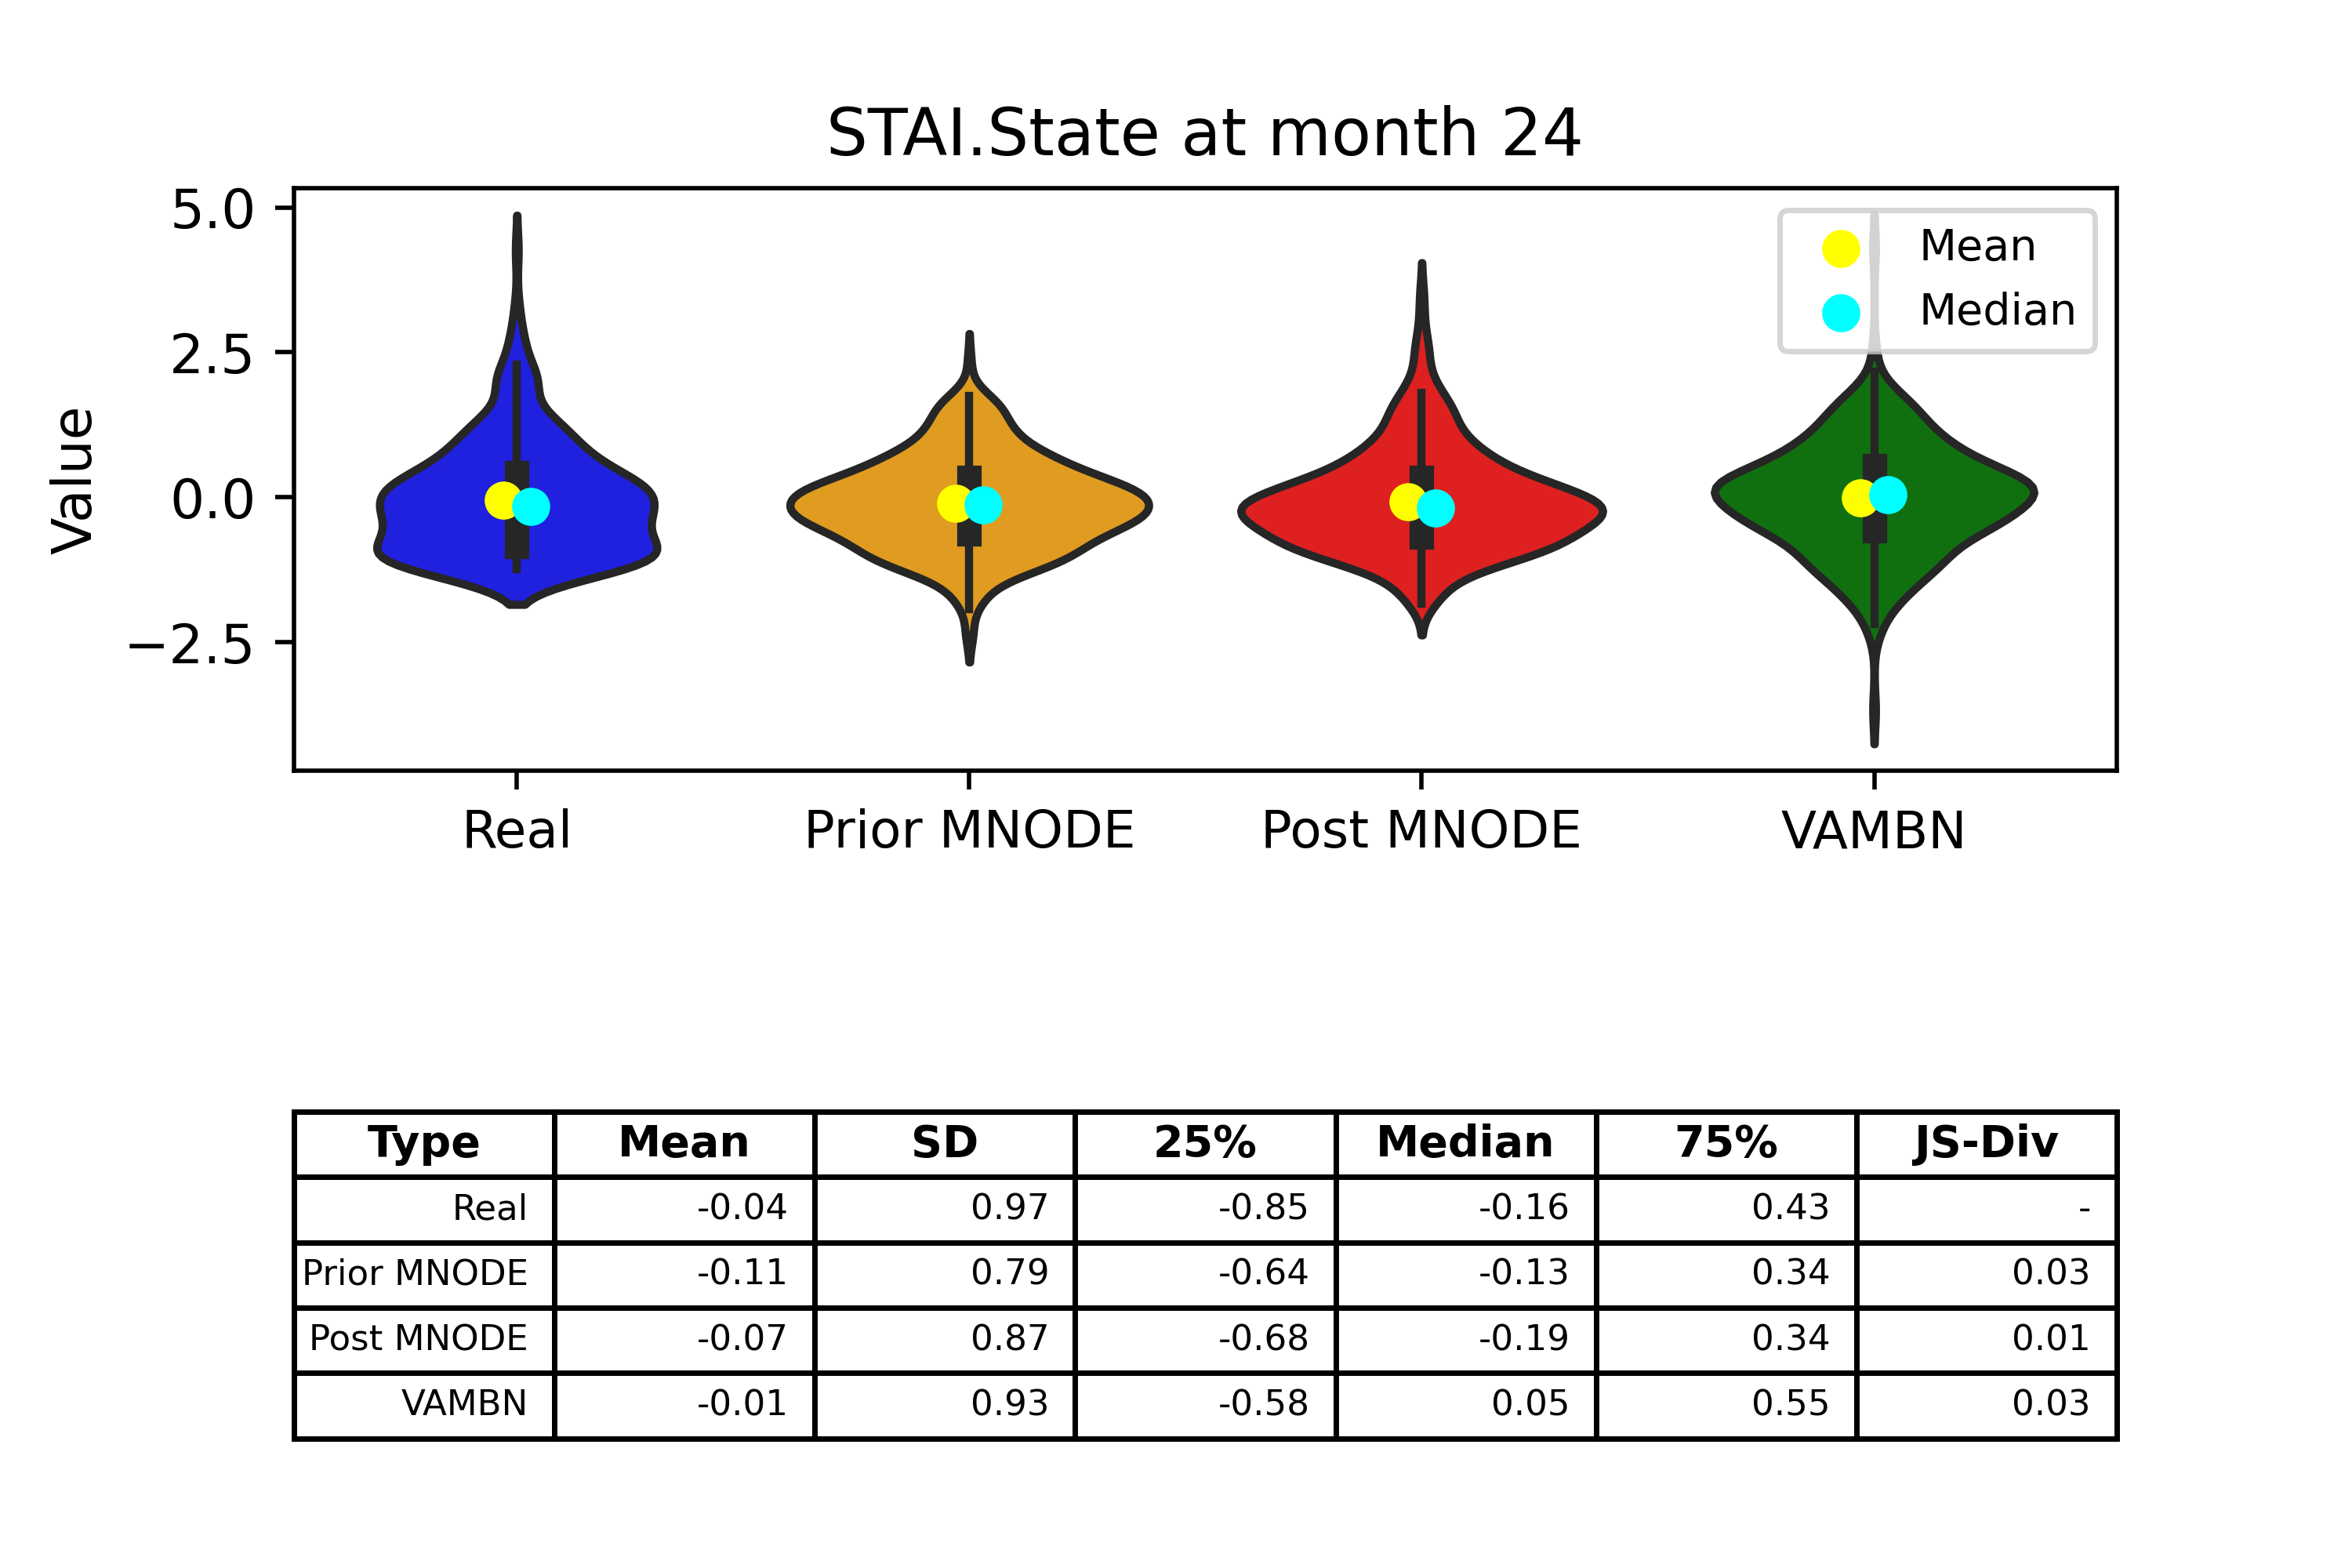 STAI.State at month 24
5.0
2.5
0.0
−2.5
Value
Mean
Median
Real Prior MNODE Post MNODE VAMBN
Type Mean SD 25% Median 75% JS-Div
Real -0.04 0.97 -0.85 -0.16 0.43 -
Prior MNODE -0.11 0.79 -0.64 -0.13 0.34 0.03
Post MNODE -0.07 0.87 -0.68 -0.19 0.34 0.01
VAMBN -0.01 0.93 -0.58 0.05 0.55 0.03